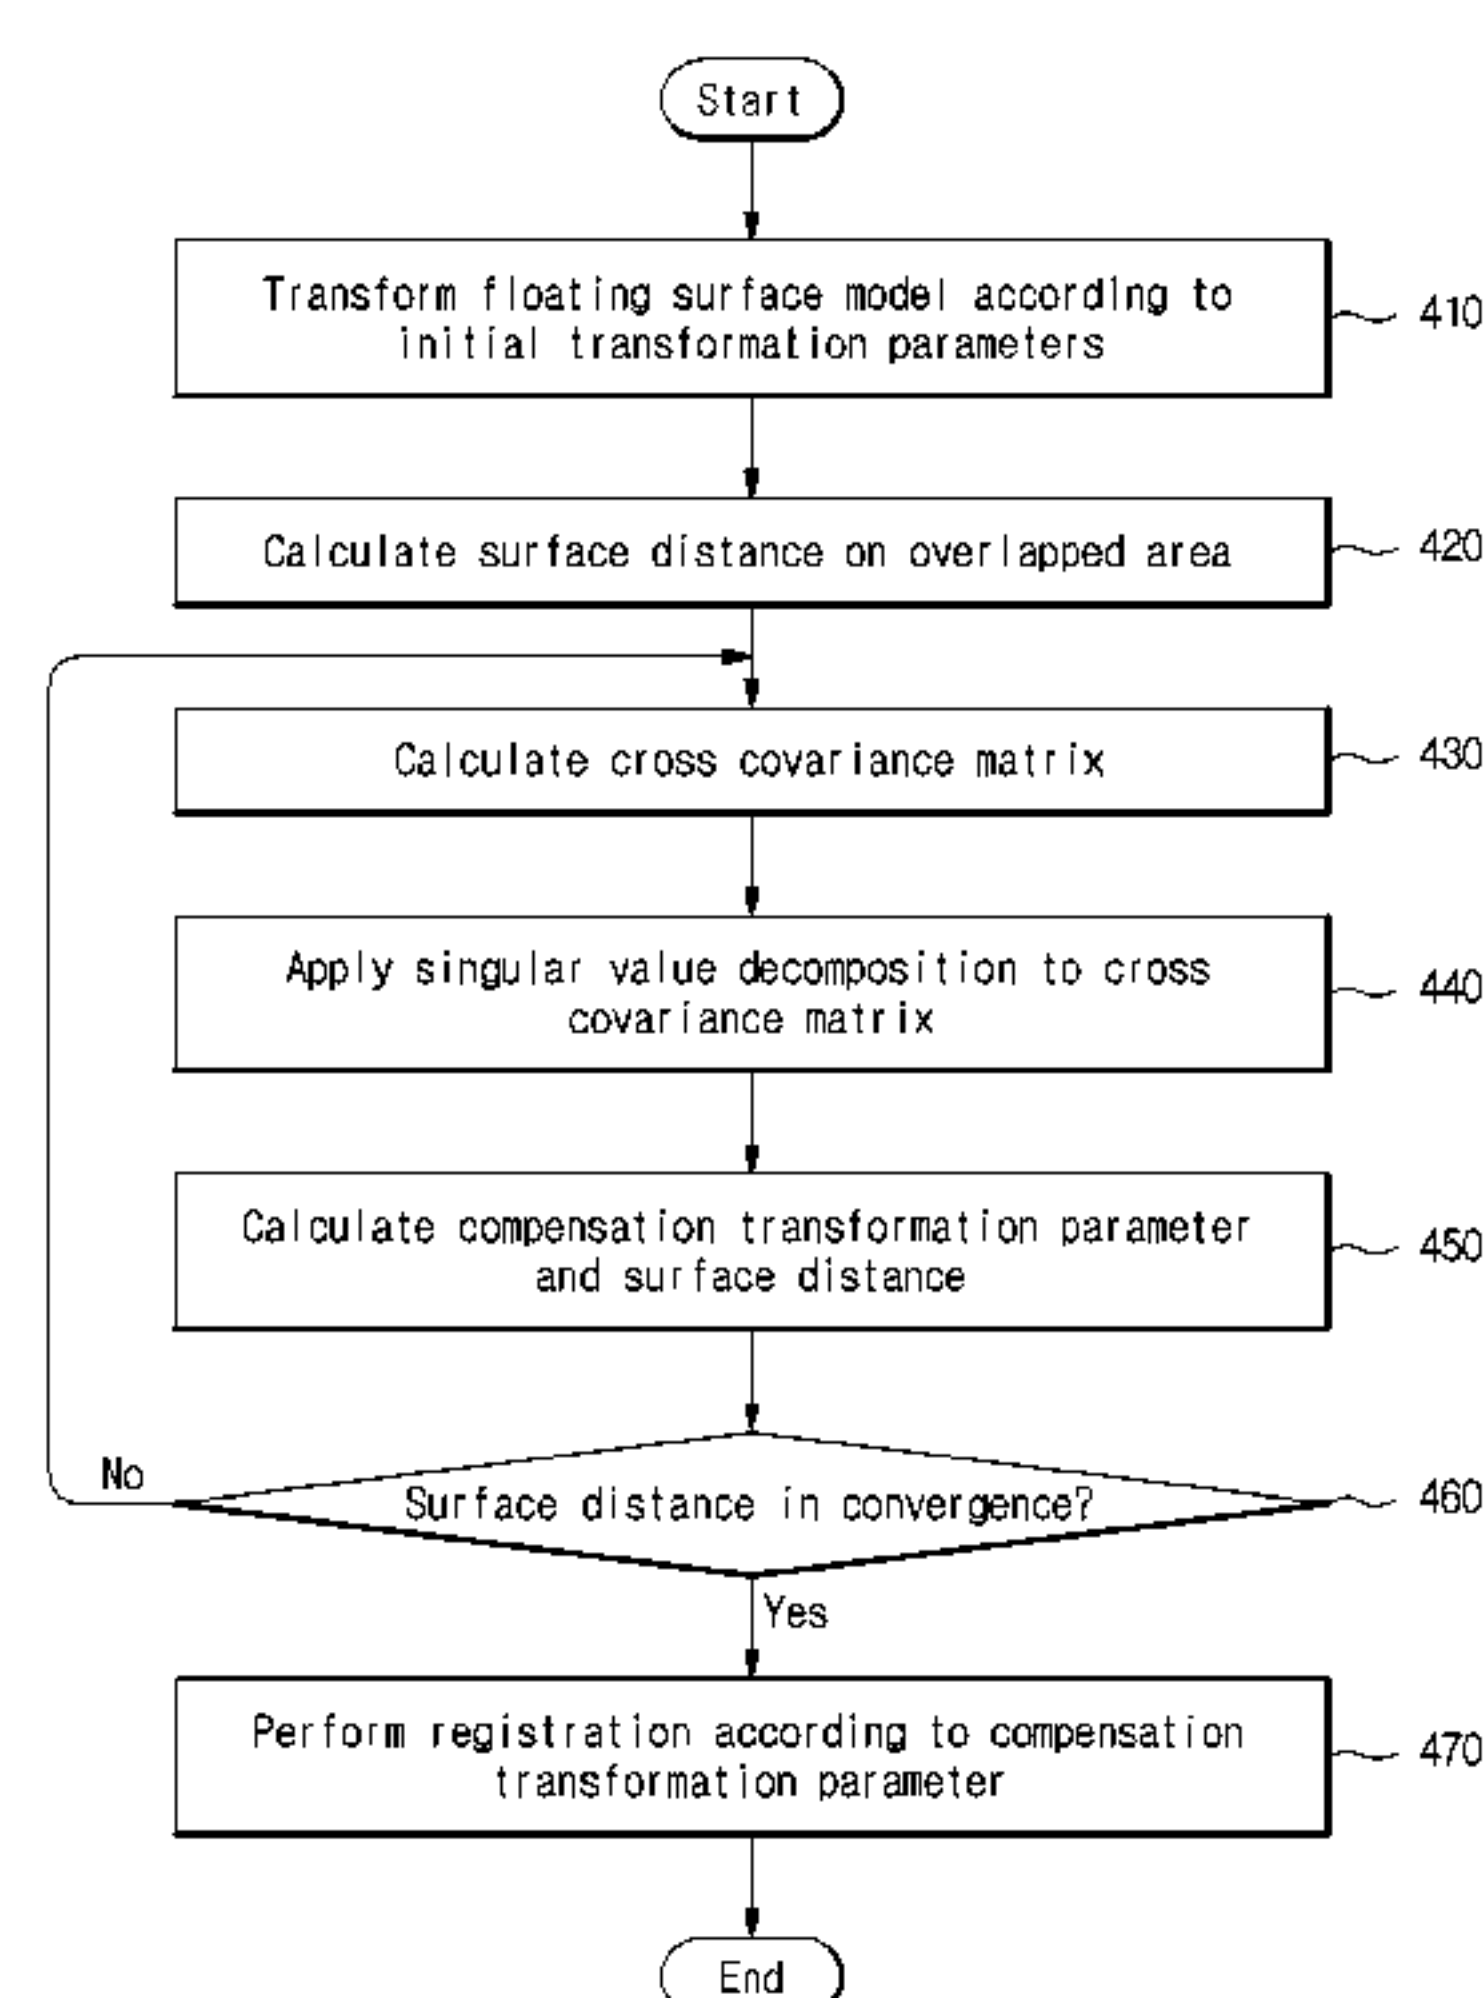 Start
Transform floating surface model according to
initial transformation parameters
410
Calculate surface distance on overlapped area
420
Calculate cross covariance matrix
430
Apply singular value decomposition to cross
covariance matrix
440
Calculate compensation transformation parameter
and surface distance
450
No
Surface distance in convergence?
460
Yes
Perform registration according to compensation
transformation parameter
470
End